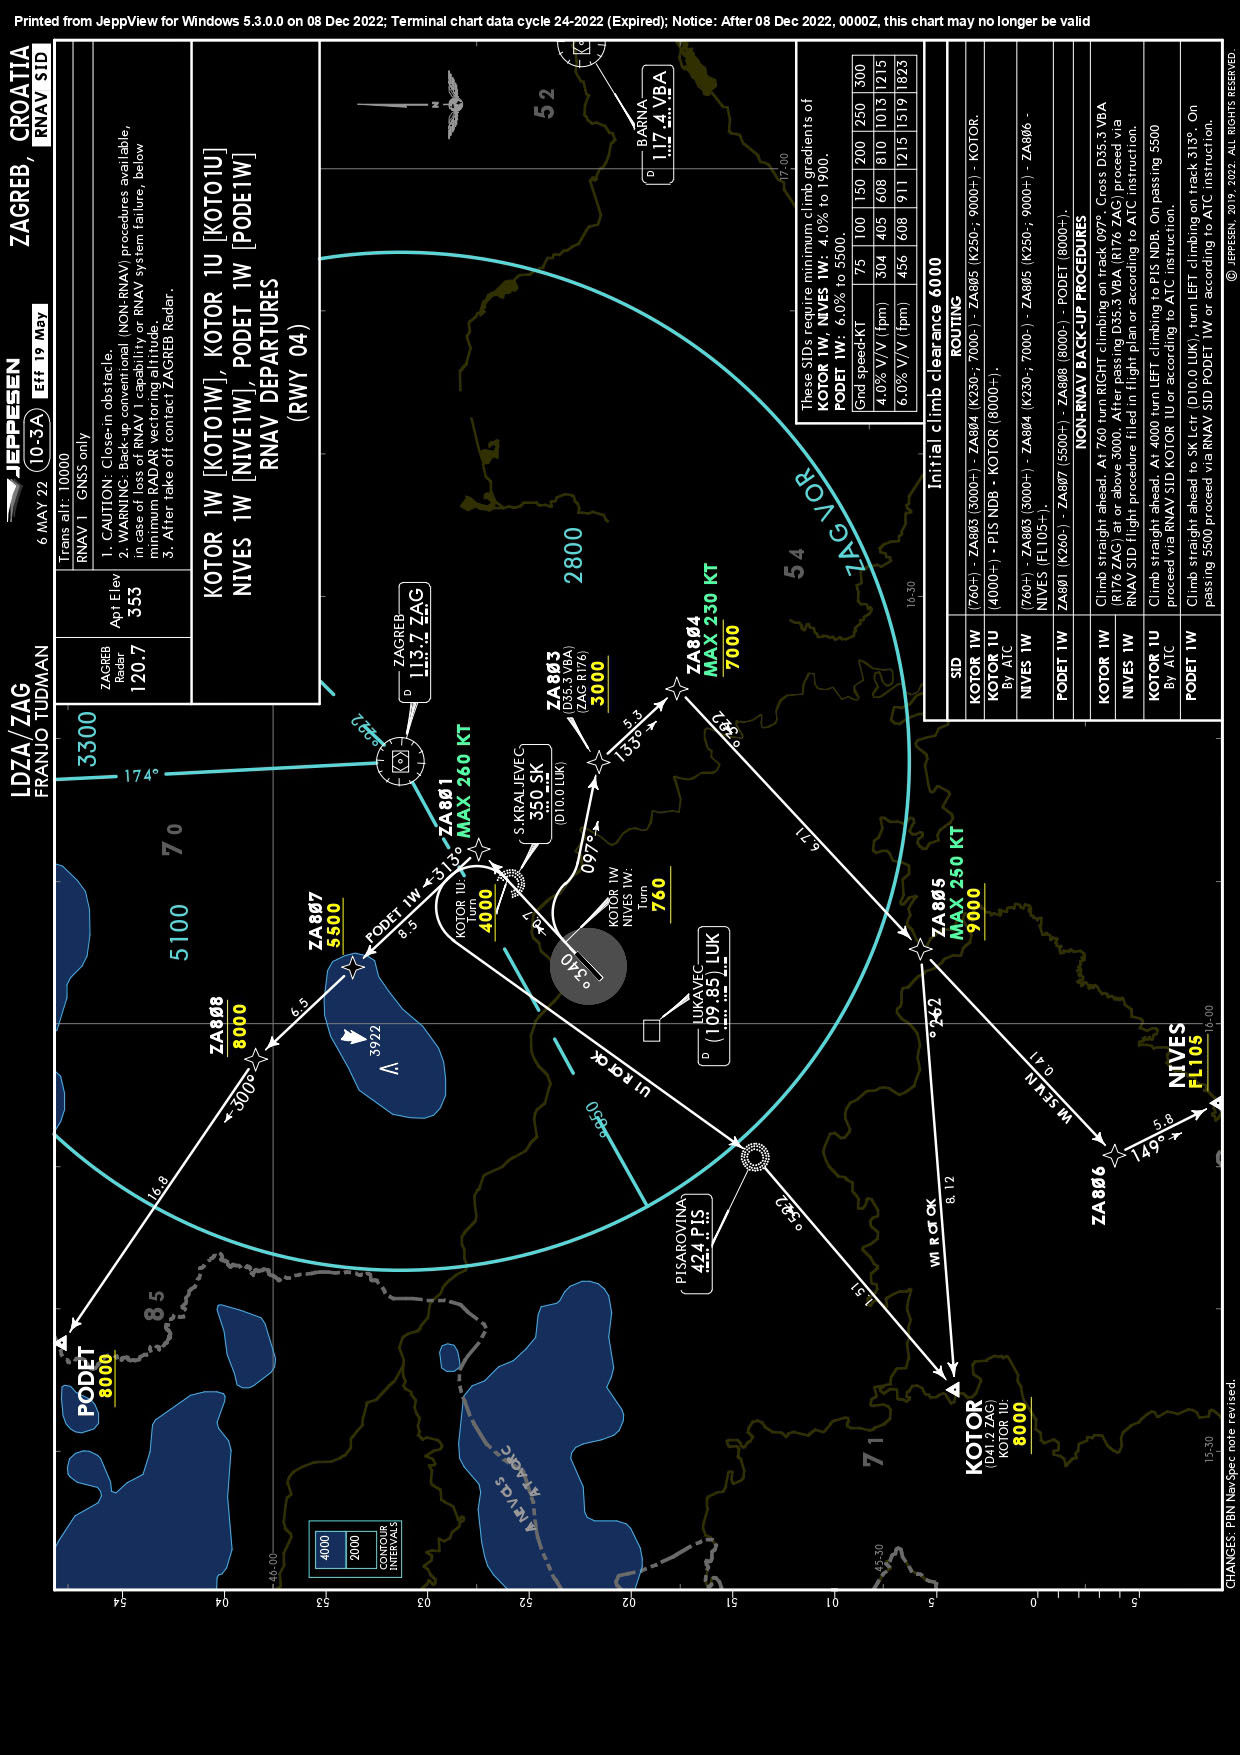 Printed from JeppView for Windows 5.3.0.0 on 08 Dec 2022; Terminal chart data cycle 24-2022 (Expired); Notice: After 08 Dec 2022, 0000Z, this chart may no longer be valid
LDZA/ZAG
FRANJO TUDMAN
JEPPESEN
6 MAY 22
10-3A
Eff 19 May
ZAGREB, CROATIA
RNAV SID
ZAGREB
Radar
120.7
Apt Elev
353
Trans alt: 10000
RNAV 1 GNSS only
1. CAUTION: Close-in obstacle.
2. WARNING: Back-up conventional (NON-RNAV) procedures available,
in case of loss of RNAV 1 capability or RNAV system failure, below
minimum RADAR vectoring altitude.
3. After take off contact ZAGREB Radar.
KOTOR 1W [KOTO1W], KOTOR 1U [KOTO1U]
NIVES 1W [NIVE1W], PODET 1W [PODE1W]
RNAV DEPARTURES
(RWY 04)
3300
174°
70
5100
2800
52
54
85
71
PODET
8000
16.8
300°
ZA808
8000
6.5
ZA807
5500
PODET 1W
8.5
313°
3922
ZAGREB
D 113.7 ZAG
ZA801
MAX 260 KT
S.KRALJEVEC
350 SK
(D10.0 LUK)
KOTOR 1U:
Turn
4000
KOTOR 1W
NIVES 1W:
Turn
760
097°
ZA803
(D35.3 VBA)
(ZAG R176)
3000
5.3
133°
ZA804
MAX 230 KT
7000
ZAG VOR
BARNA
D 117.4 VBA
LUKAVEC
D (109.85) LUK
PISAROVINA
424 PIS
ZA805
MAX 250 KT
9000
ZA806
5.8
149°
NIVES
FL105
KOTOR
(D41.2 ZAG)
KOTOR 1U:
8000
4000
2000
CONTOUR
INTERVALS
46-00
45-30
15-30
16-00
16-30
17-00
These SIDs require minimum climb gradients of
KOTOR 1W, NIVES 1W: 4.0% to 1900.
PODET 1W: 6.0% to 5500.
Gnd speed-KT 75 100 150 200 250 300
4.0% V/V (fpm) 304 405 608 810 1013 1215
6.0% V/V (fpm) 456 608 911 1215 1519 1823
Initial climb clearance 6000
SID ROUTING
KOTOR 1W (760+) - ZA803 (3000+) - ZA804 (K230-; 7000-) - ZA805 (K250-; 9000+) - KOTOR.
KOTOR 1U (4000+) - PIS NDB - KOTOR (8000+).
By ATC
NIVES 1W (760+) - ZA803 (3000+) - ZA804 (K230-; 7000-) - ZA805 (K250-; 9000+) - ZA806 -
NIVES (FL105+).
PODET 1W ZA801 (K260-) - ZA807 (5500+) - ZA808 (8000-) - PODET (8000+).
NON-RNAV BACK-UP PROCEDURES
KOTOR 1W Climb straight ahead. At 760 turn RIGHT climbing on track 097°. Cross D35.3 VBA
(R176 ZAG) at or above 3000. After passing D35.3 VBA (R176 ZAG) proceed via
NIVES 1W RNAV SID flight procedure filed in flight plan or according to ATC instruction.
KOTOR 1U Climb straight ahead. At 4000 turn LEFT climbing to PIS NDB. On passing 5500
By ATC proceed via RNAV SID KOTOR 1U or according to ATC instruction.
PODET 1W Climb straight ahead to SK Lctr (D10.0 LUK), turn LEFT climbing on track 313°. On
passing 5500 proceed via RNAV SID PODET 1W or according to ATC instruction.
CHANGES: PBN NavSpec note revised.
© JEPPESEN, 2019, 2022. ALL RIGHTS RESERVED.